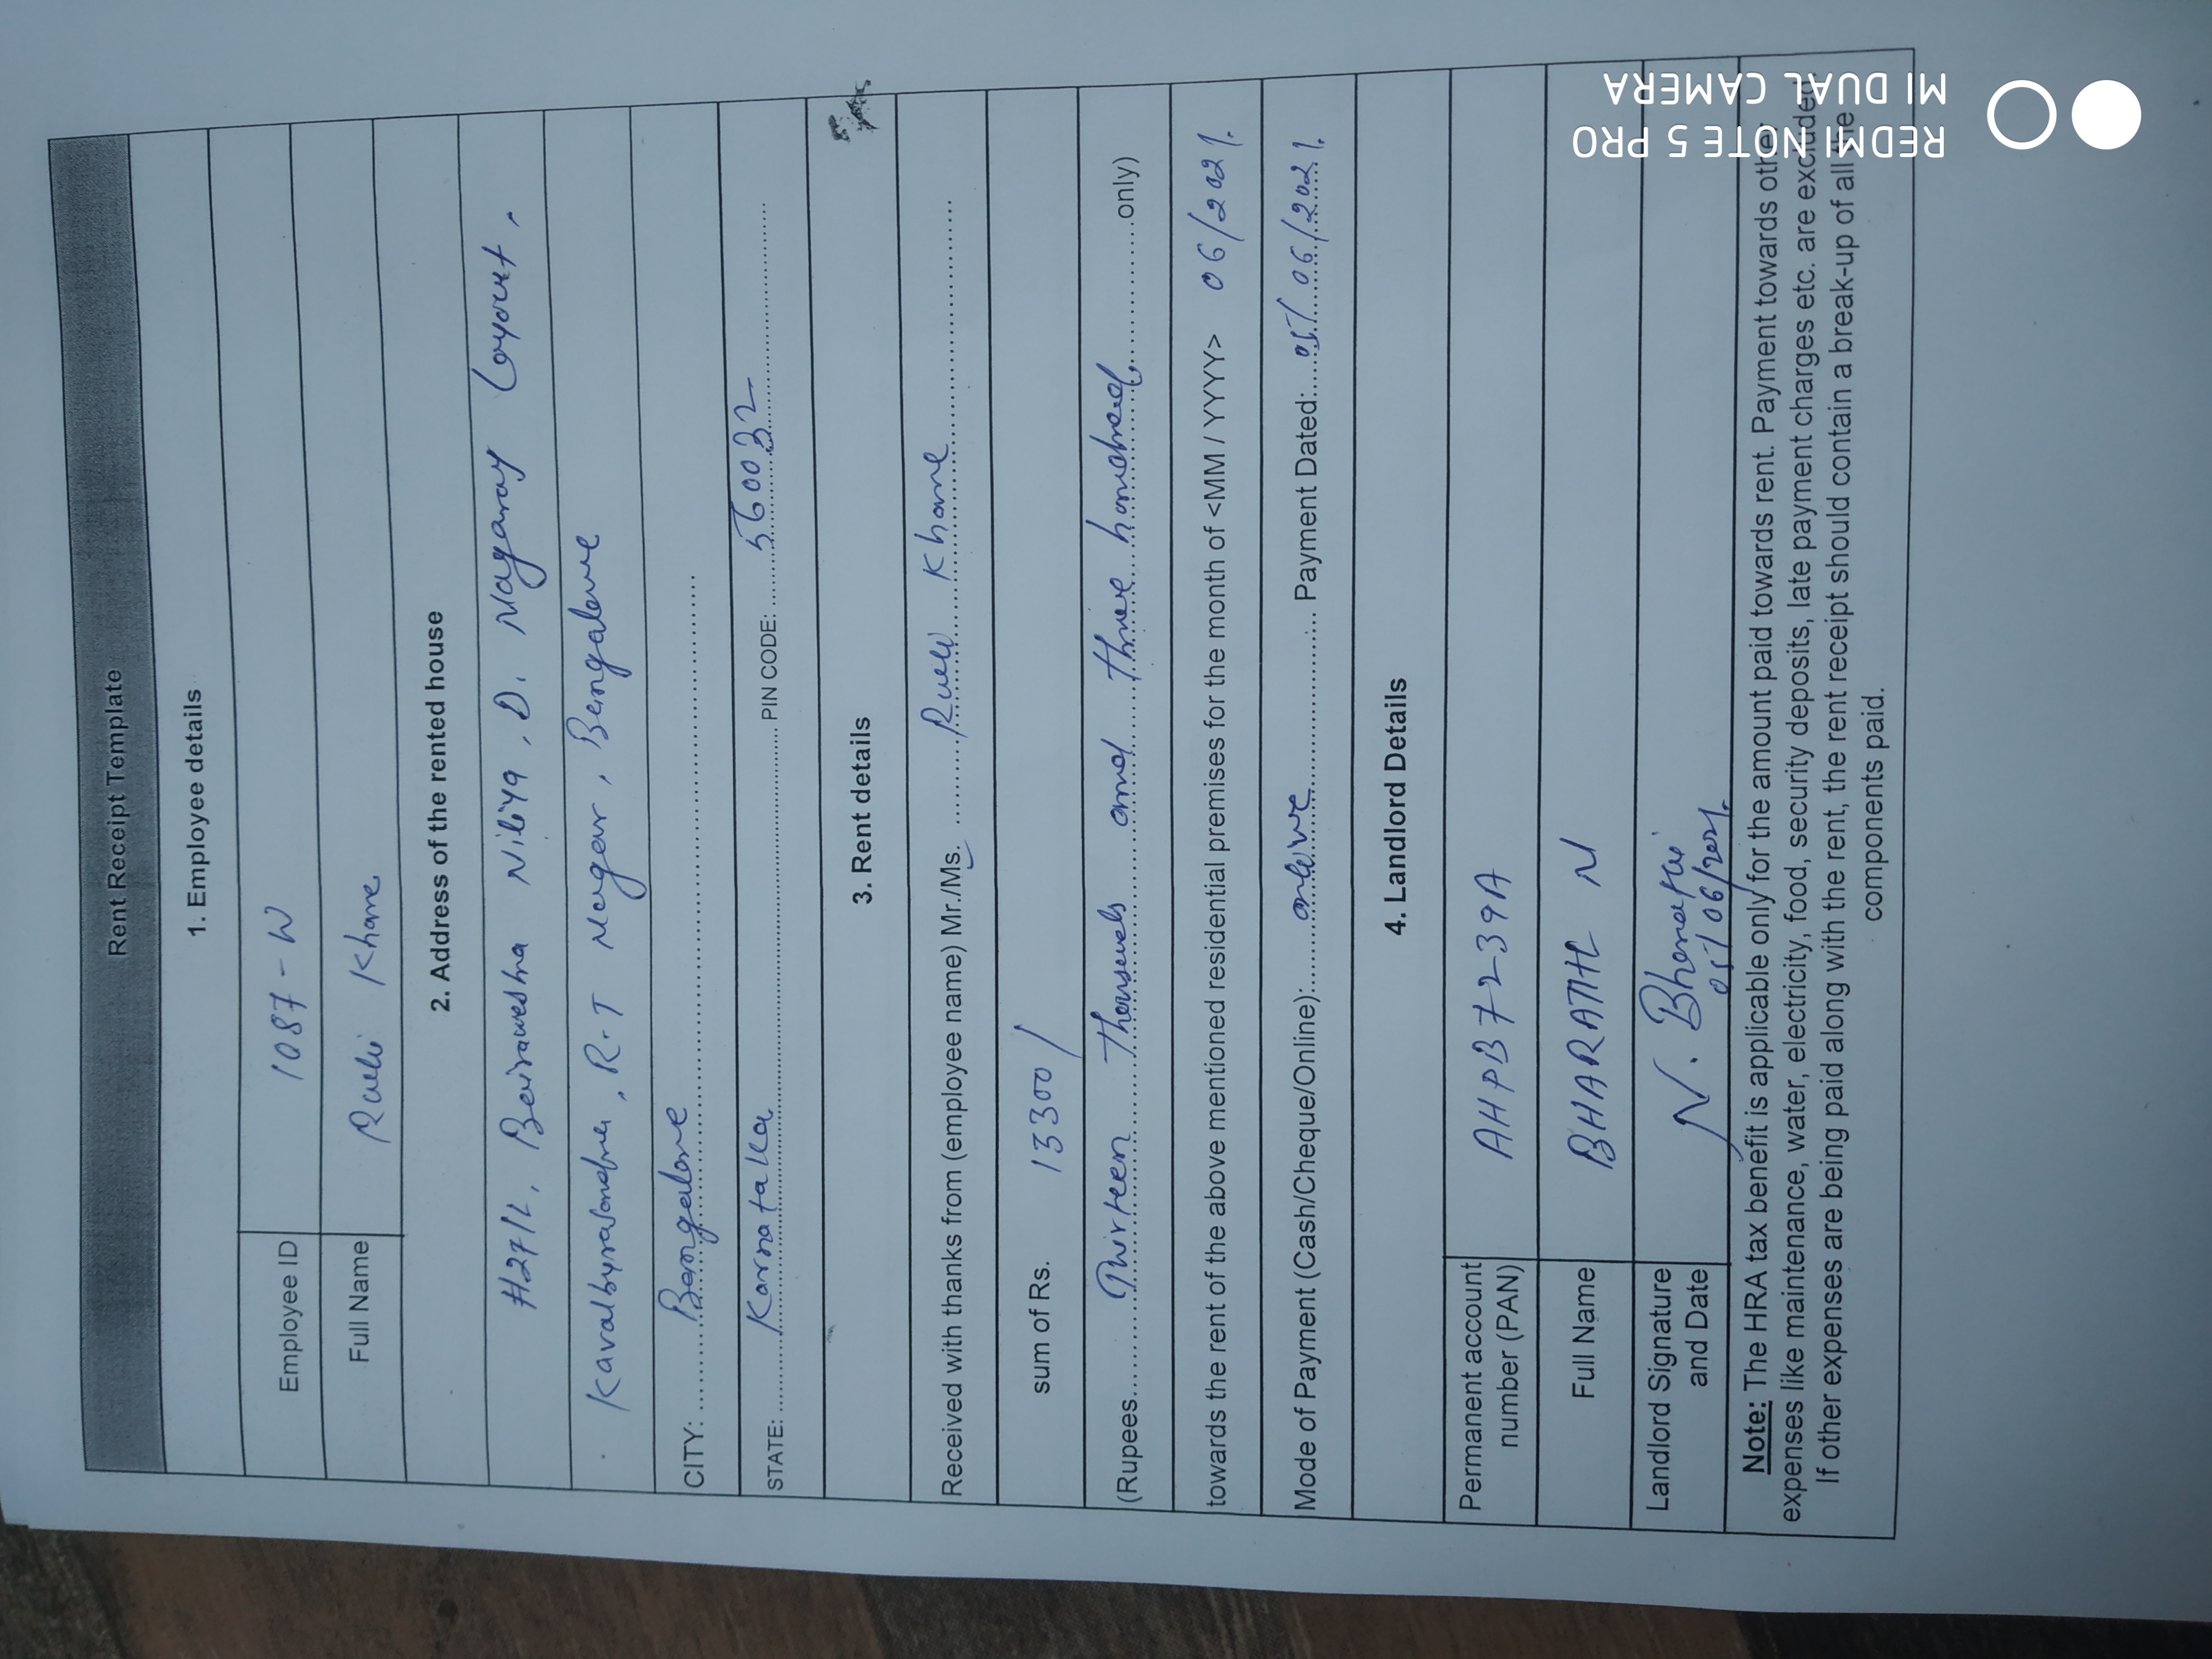 Rent Receipt Template
1. Employee details
Employee ID 1087-W
Full Name Khare
2. Address of the rented house
#27/1, Nilaya, D. Nagaraj Layout,
R.T Nagar, Bangalore
CITY: ........Bangalore........
STATE: ........Karnataka........ PIN CODE: ........560032........
3. Rent details
Received with thanks from (employee name) Mr./Ms. ........ Khare........
sum of Rs. 13300/
(Rupees........Thirteen Thousands and three hundred,........only)
towards the rent of the above mentioned residential premises for the month of <MM / YYYY> 06/2021.
Mode of Payment (Cash/Cheque/Online):........online........ Payment Dated:.....05/06/2021.
4. Landlord Details
Permanent account number (PAN) AHPB7239A
Full Name BHARATH N
Landlord Signature and Date N. 05/06/2021.
Note: The HRA tax benefit is applicable only for the amount paid towards rent. Payment towards other
expenses like maintenance, water, electricity, food, security deposits, late payment charges etc. are excluded.
If other expenses are being paid along with the rent, the rent receipt should contain a break-up of all the
components paid.
REDMI NOTE 5 PRO
MI DUAL CAMERA